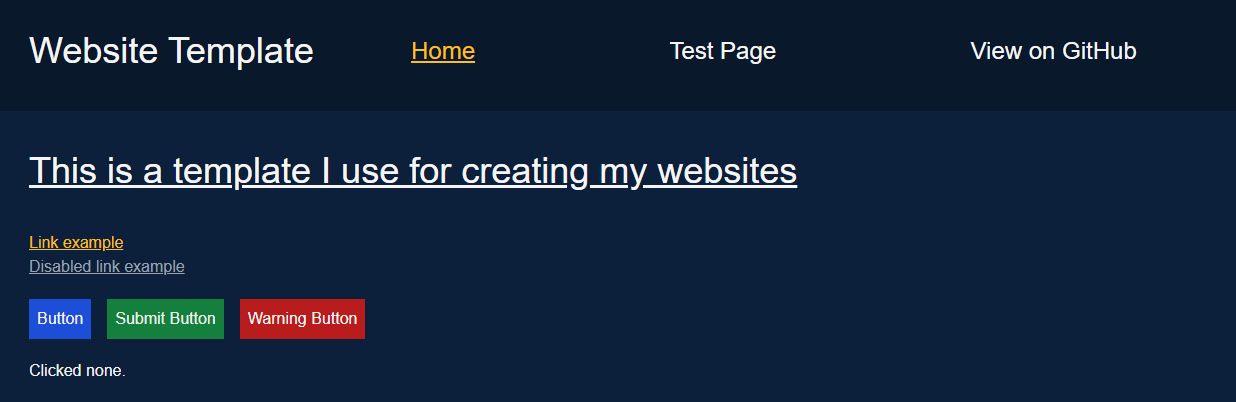 Website Template Home Test Page View on GitHub
This is a template I use for creating my websites
Link example
Disabled link example
Button Submit Button Warning Button
Clicked none.